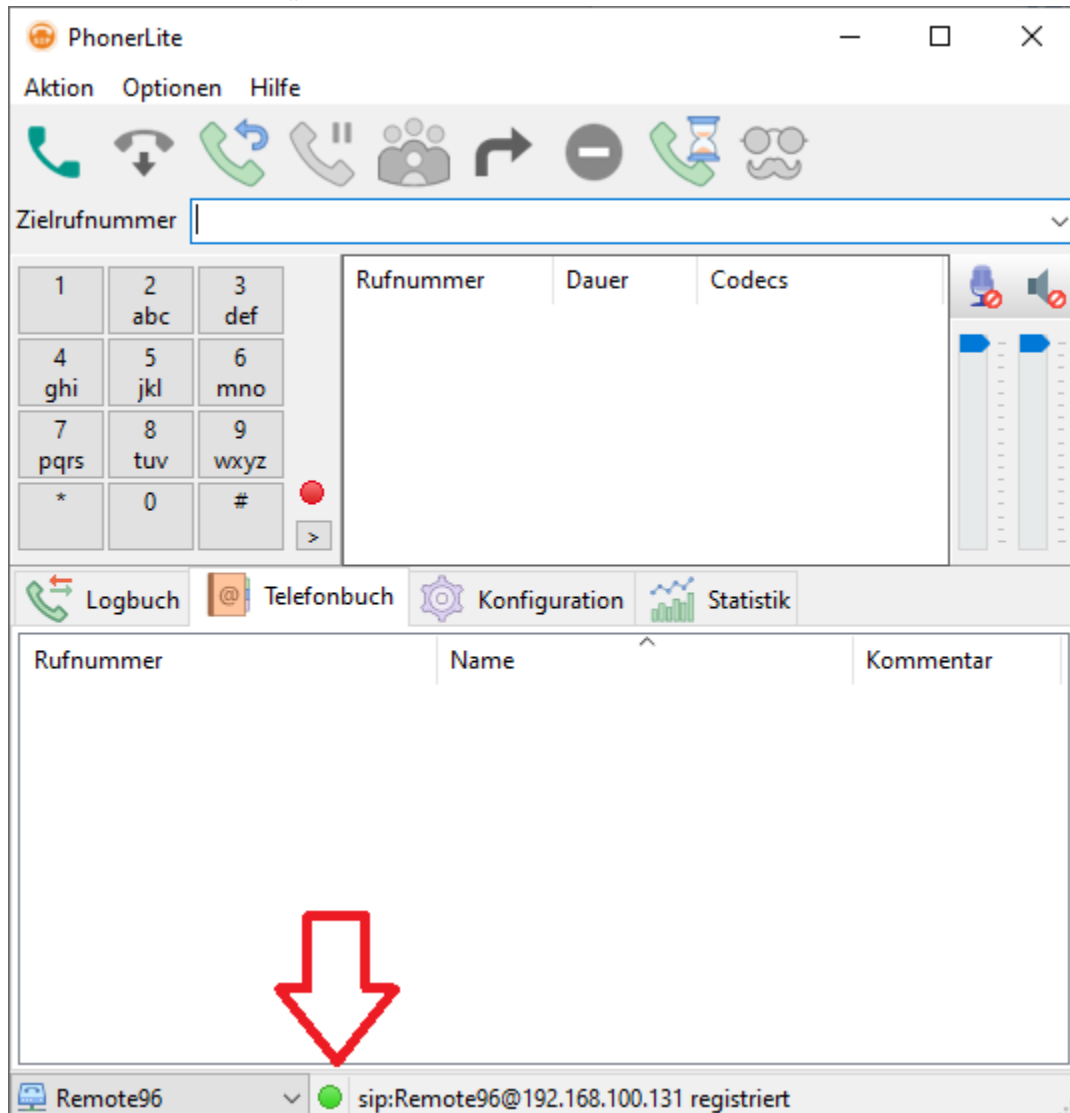 PhonerLite
Aktion Optionen Hilfe
Zielrufnummer
1 2 3
abc def
4 5 6
ghi jkl mno
7 8 9
pqrs tuv wxyz
* 0 #
>
Rufnummer Dauer Codecs
Logbuch @ Telefonbuch Konfiguration Statistik
Rufnummer Name Kommentar
Remote96 sip:Remote96@192.168.100.131 registriert